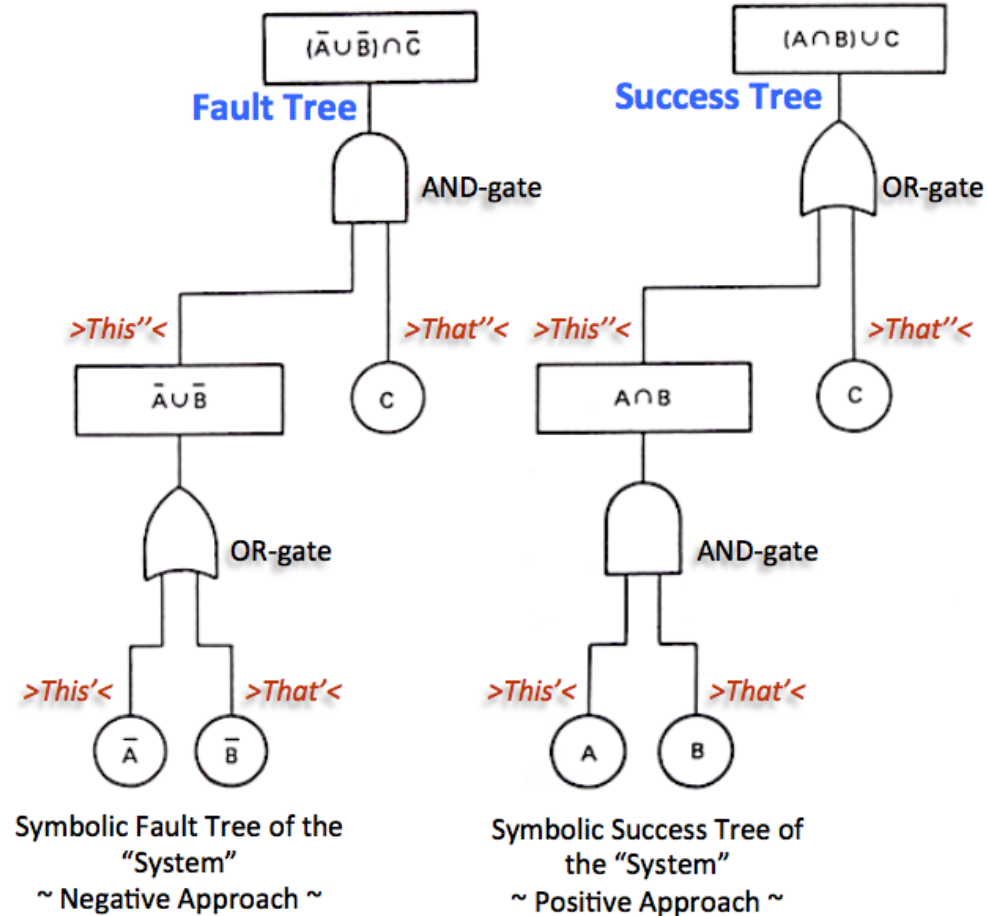 (A̅∪B̅)∩C̅
Fault Tree
AND-gate
>This’’<
>That’’<
A̅∪B̅
C
OR-gate
>This’<
>That’<
A̅
B̅
Symbolic Fault Tree of the
“System”
~ Negative Approach ~
(A∩B)∪C
Success Tree
OR-gate
>This’’<
>That’’<
A∩B
C
AND-gate
>This’<
>That’<
A
B
Symbolic Success Tree of
the “System”
~ Positive Approach ~